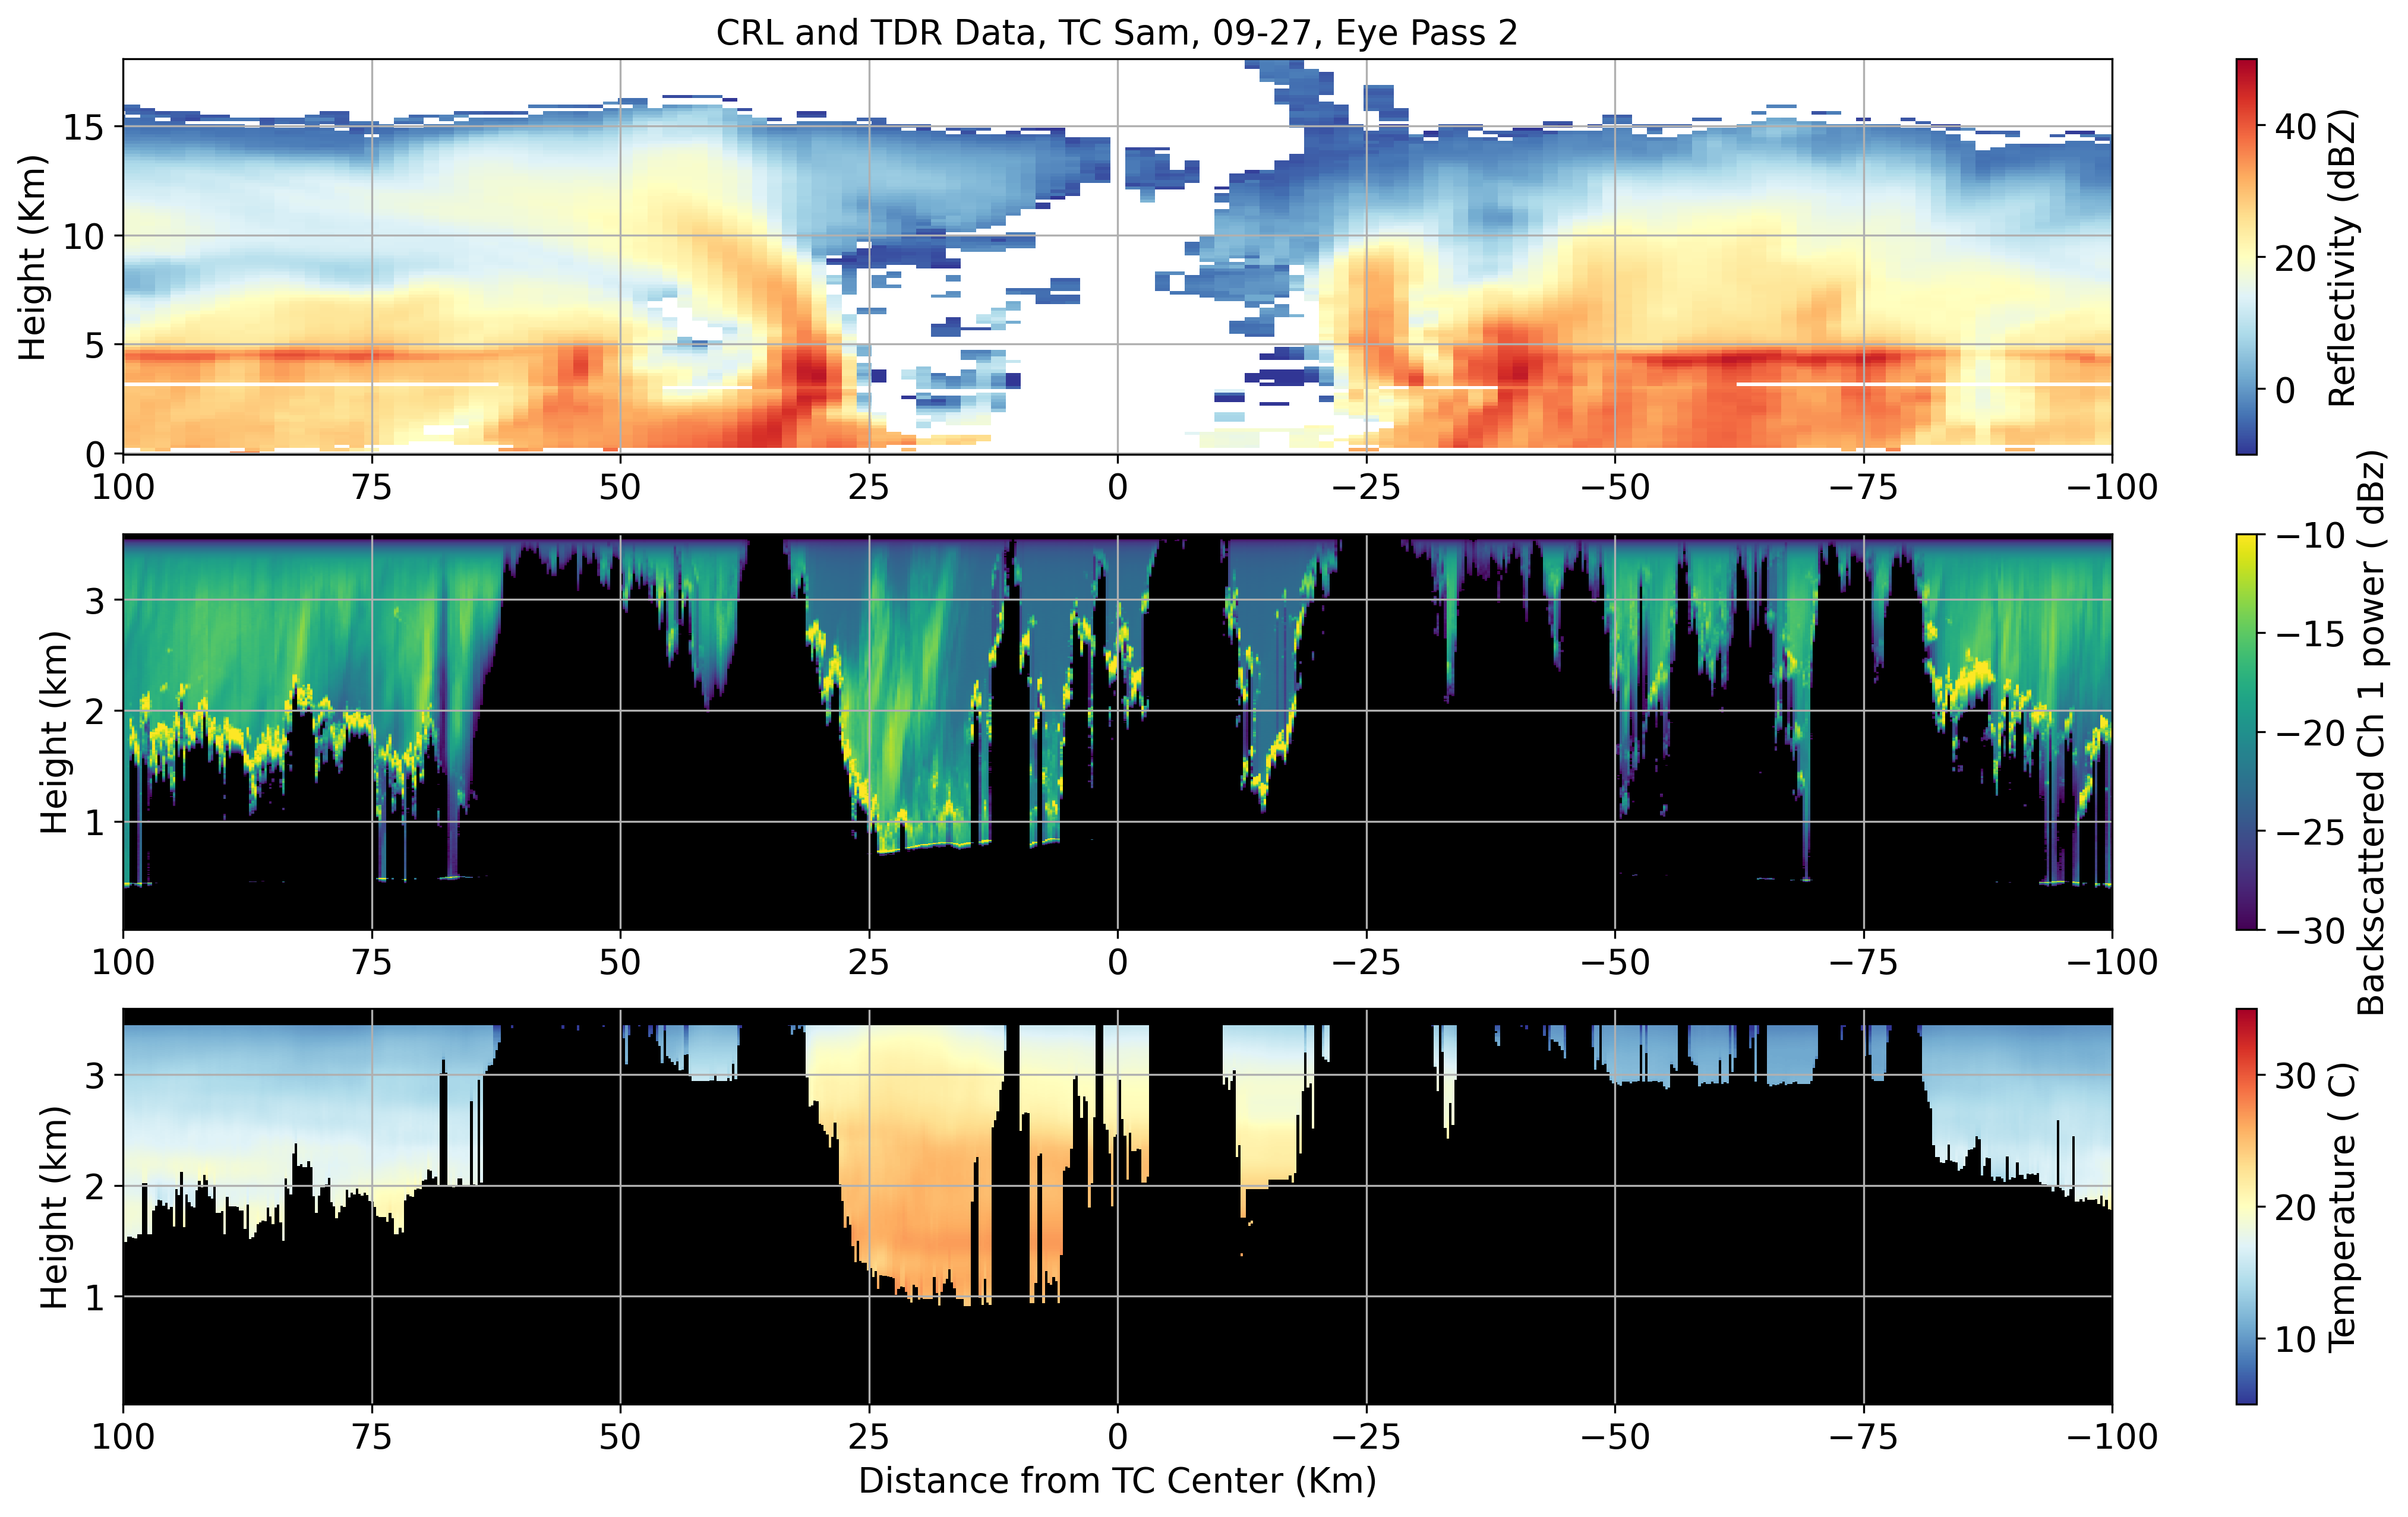 CRL and TDR Data, TC Sam, 09-27, Eye Pass 2
Height (Km)
15
10
5
0
100 75 50 25 0 −25 −50 −75 −100
40
20
0
Reflectivity (dBZ)
Height (km)
3
2
1
100 75 50 25 0 −25 −50 −75 −100
−10
−15
−20
−25
−30
Backscattered Ch 1 power ( dBz)
Height (km)
3
2
1
100 75 50 25 0 −25 −50 −75 −100
Distance from TC Center (Km)
30
20
10
Temperature ( C)